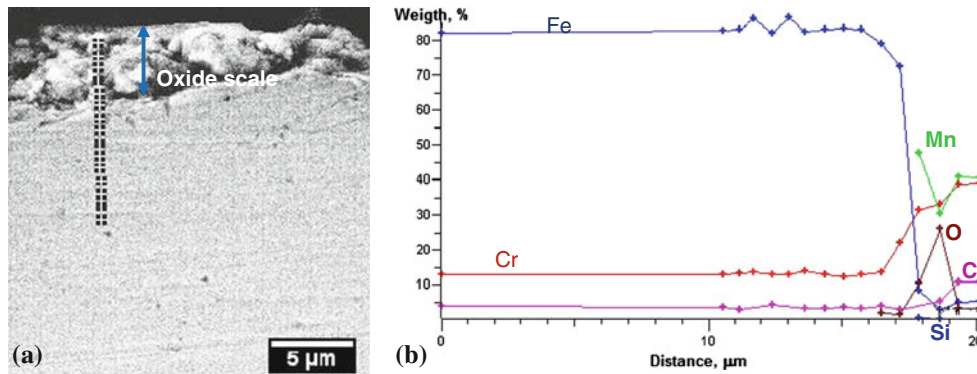 Oxide scale
(a)
5 µm
Weigth, %
80
70
60
50
40
30
20
10
Fe
Mn
Cr
O
C
Si
0
10
20
Distance, µm
(b)